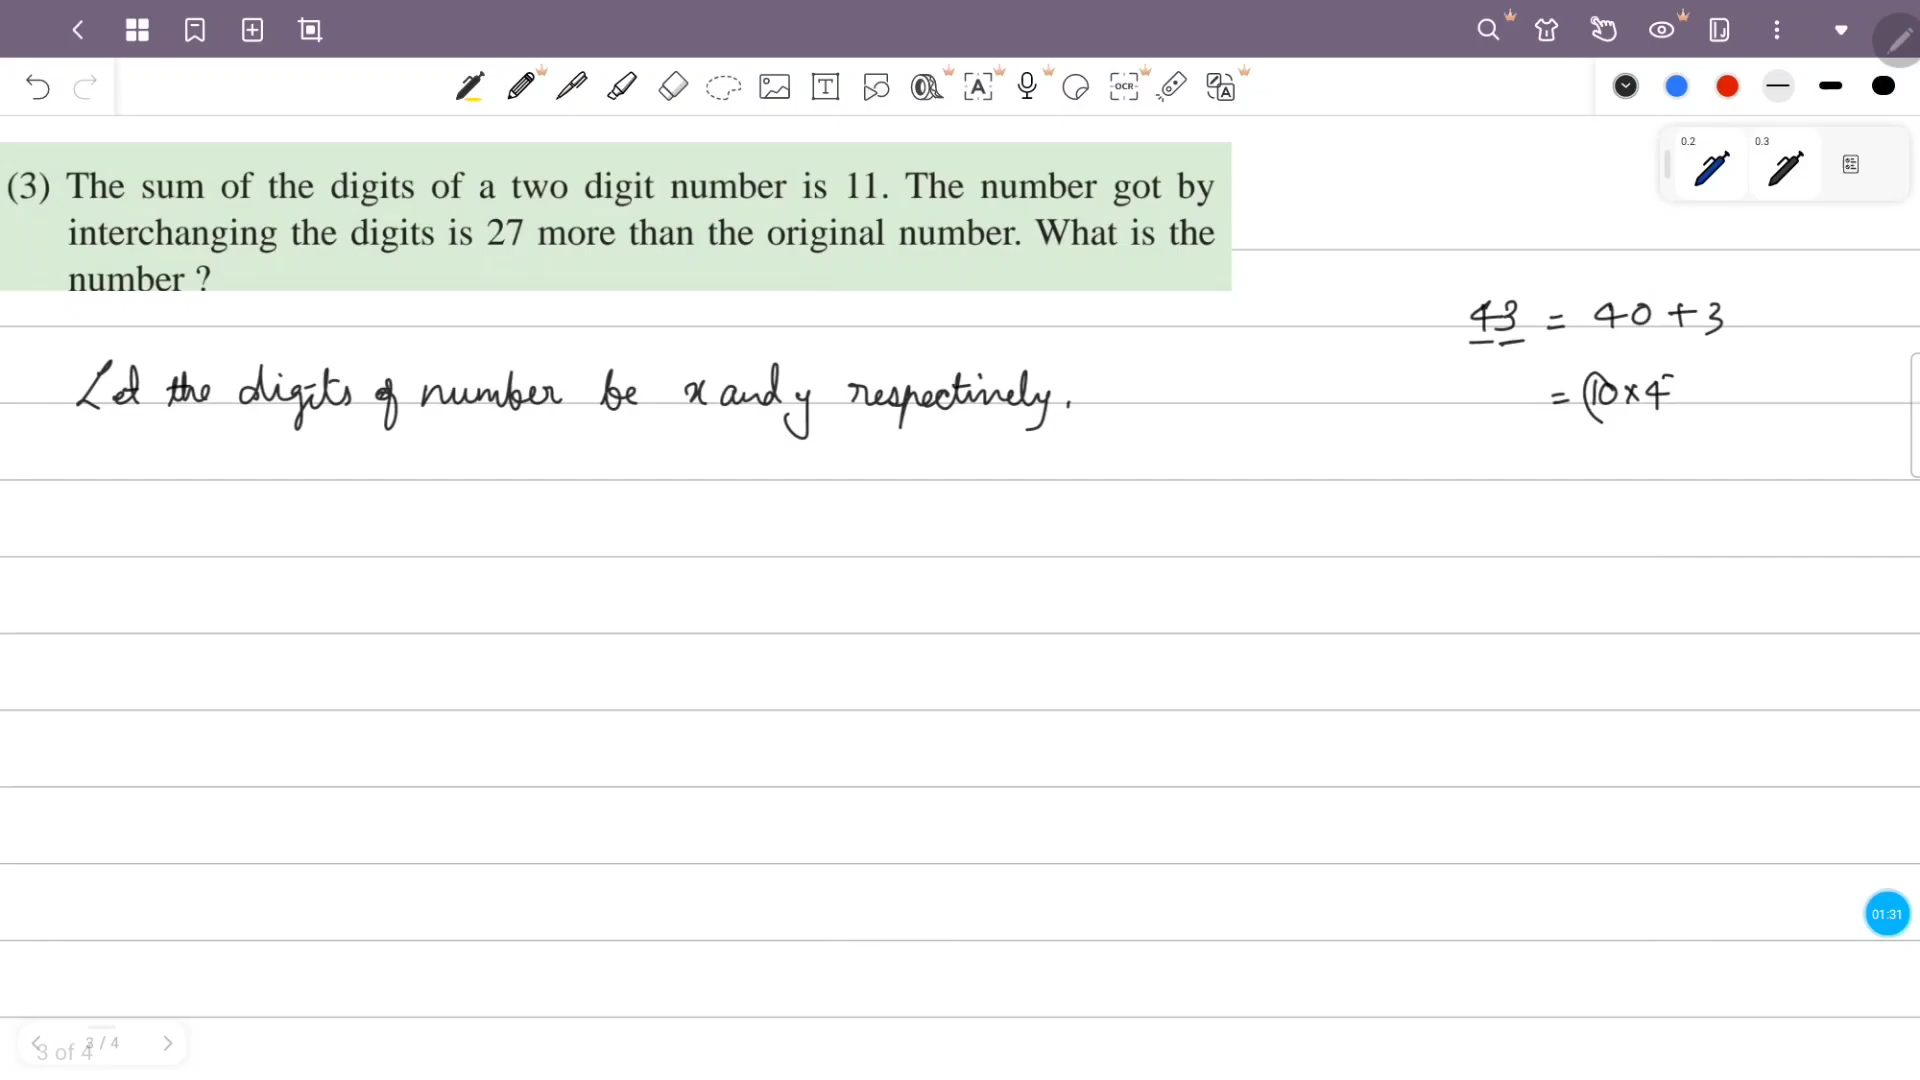 0.2
0.3
(3) The sum of the digits of a two digit number is 11. The number got by
interchanging the digits is 27 more than the original number. What is the
number ?
43 = 40 + 3
= (10×4
Let the digits of number be x and y respectively.
01:31
3 / 4
3 of 4
OCR
T
A
A